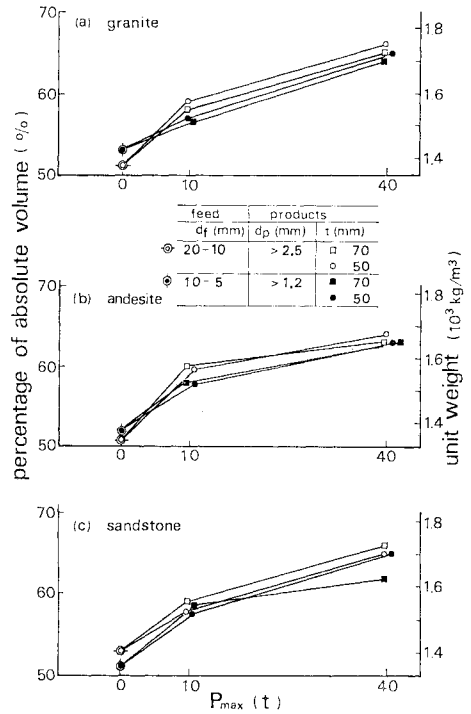 percentage of absolute volume (%)
unit weight (10³ kg/m³)
(a) granite
70
60
50
1.8
1.6
1.4
0 10 40
feed products
df (mm) dp (mm) t (mm)
20-10 >2.5 70
50
10-5 >1.2 70
50
(b) andesite
70
60
50
1.8
1.6
1.4
0 10 40
(c) sandstone
70
60
50
1.8
1.6
1.4
0 10 40
Pmax (t)